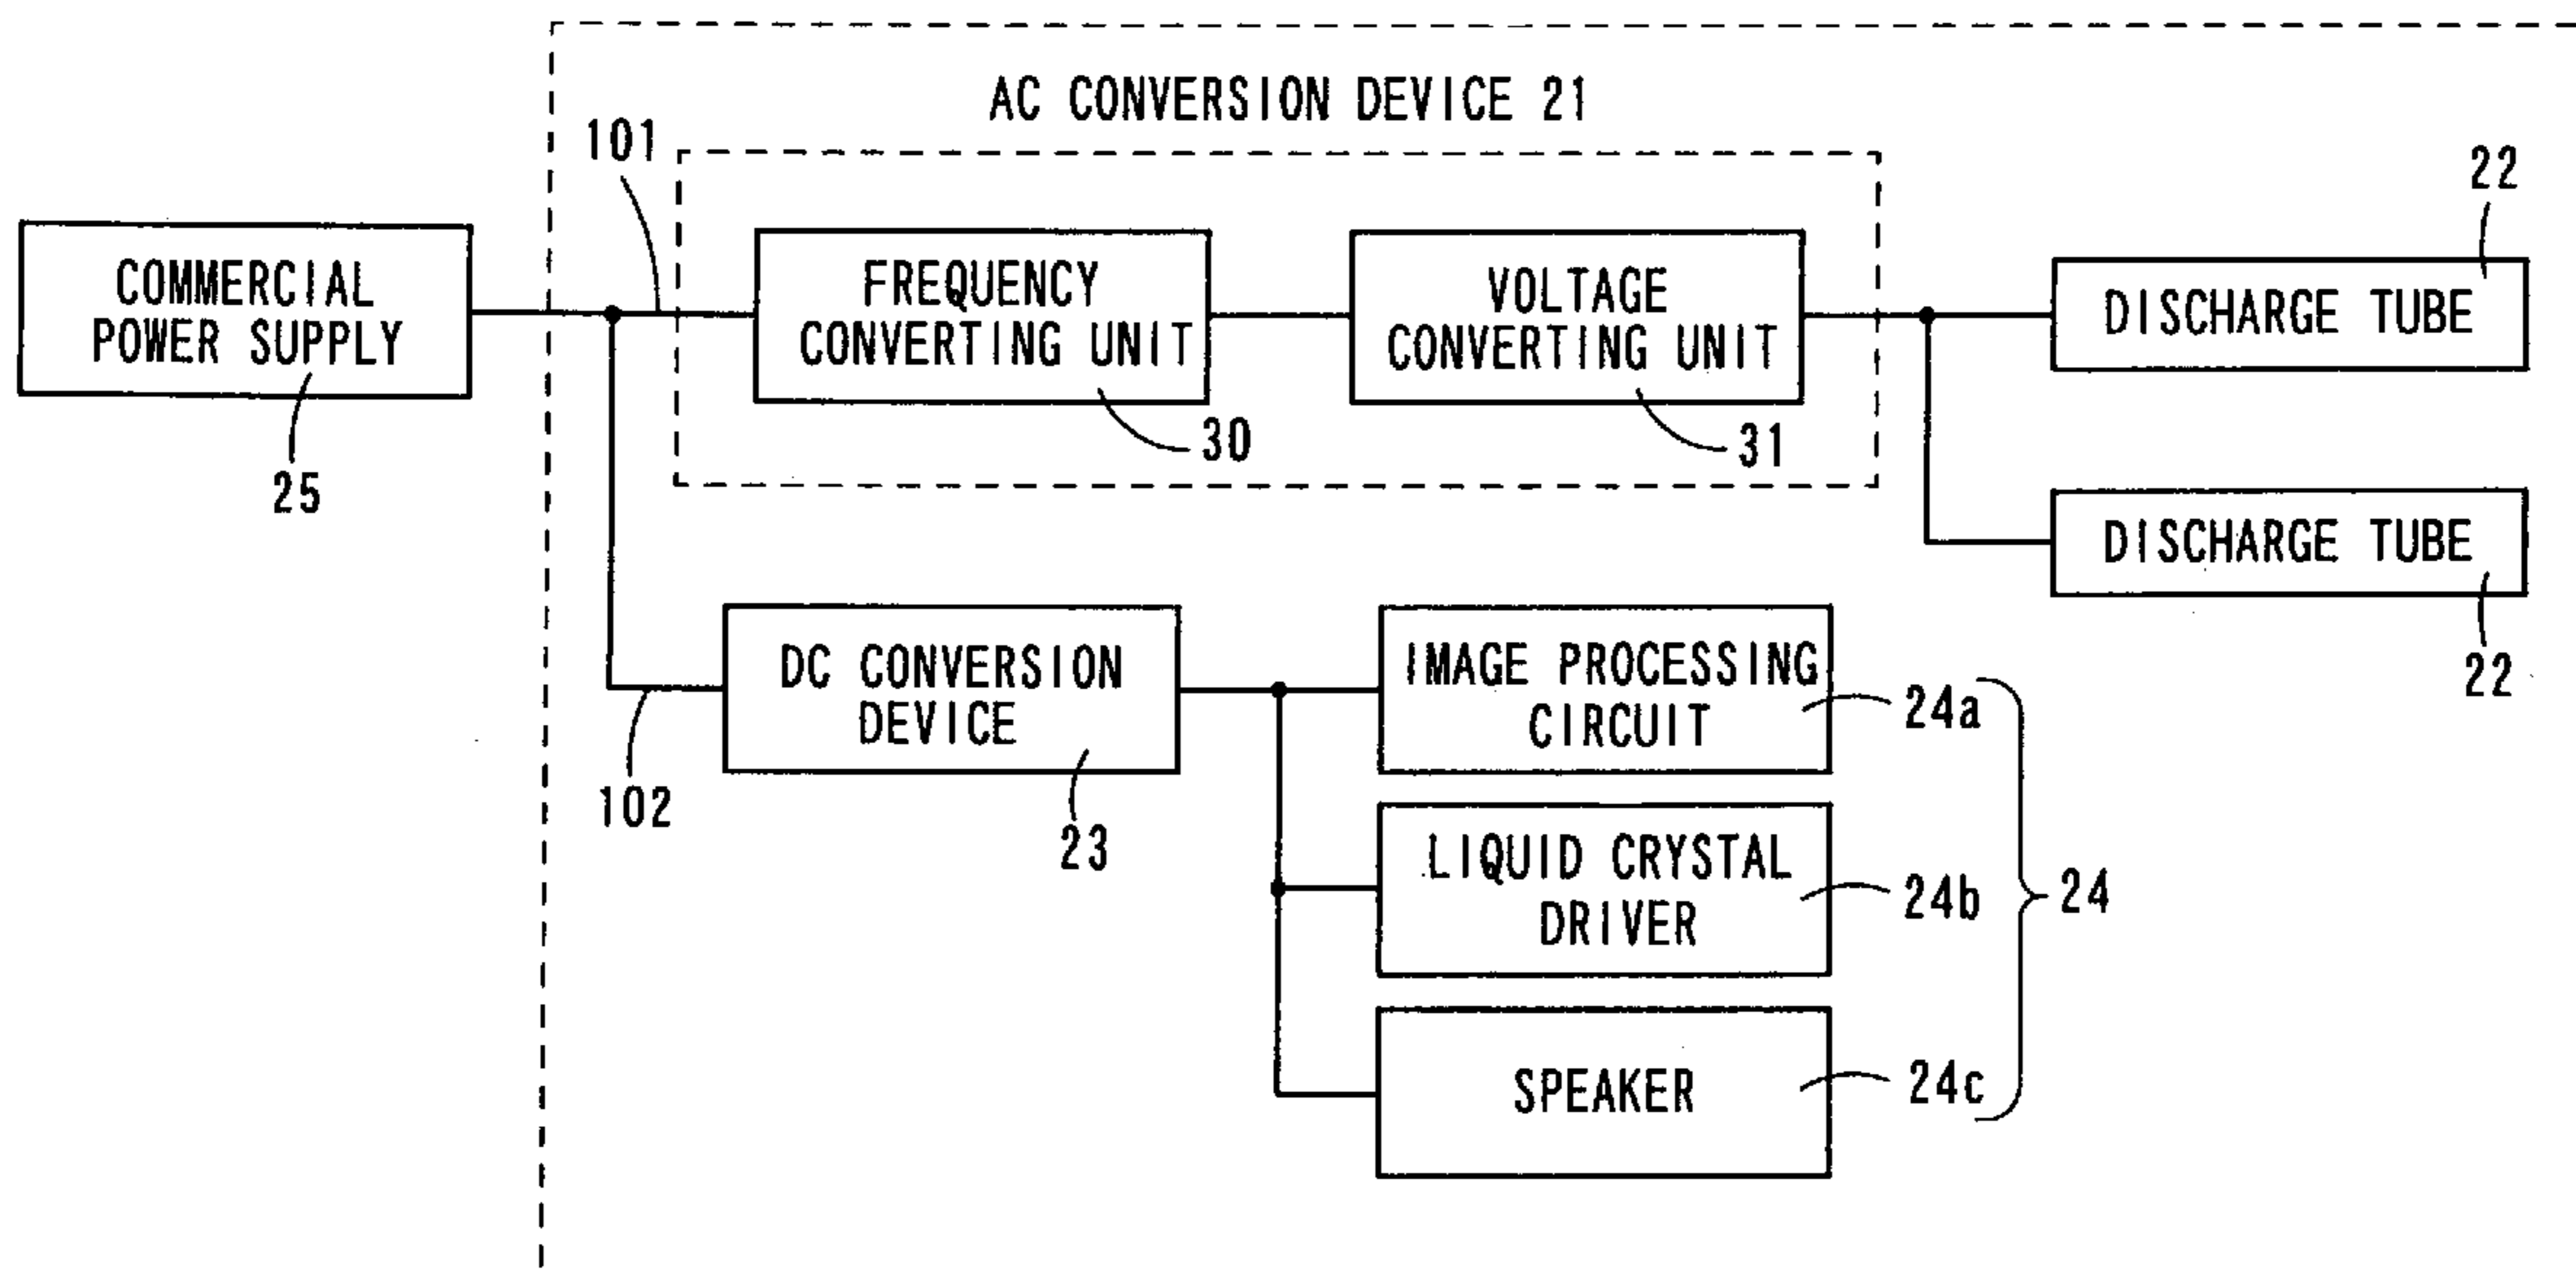 AC CONVERSION DEVICE 21
101
22
COMMERCIAL
POWER SUPPLY
25
FREQUENCY
CONVERTING UNIT
30
VOLTAGE
CONVERTING UNIT
31
DISCHARGE TUBE
DISCHARGE TUBE
22
DC CONVERSION
DEVICE
23
102
IMAGE PROCESSING
CIRCUIT
24a
LIQUID CRYSTAL
DRIVER
24b
24
SPEAKER
24c